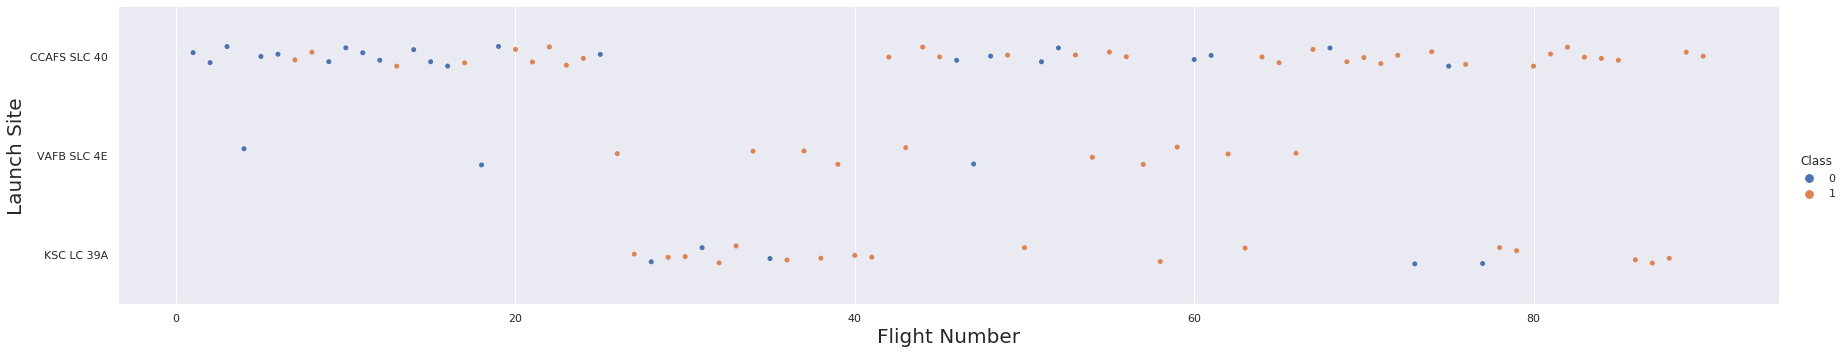 Launch Site
CCAFS SLC 40
VAFB SLC 4E
KSC LC 39A
0
20
40
60
80
Flight Number
Class
0
1